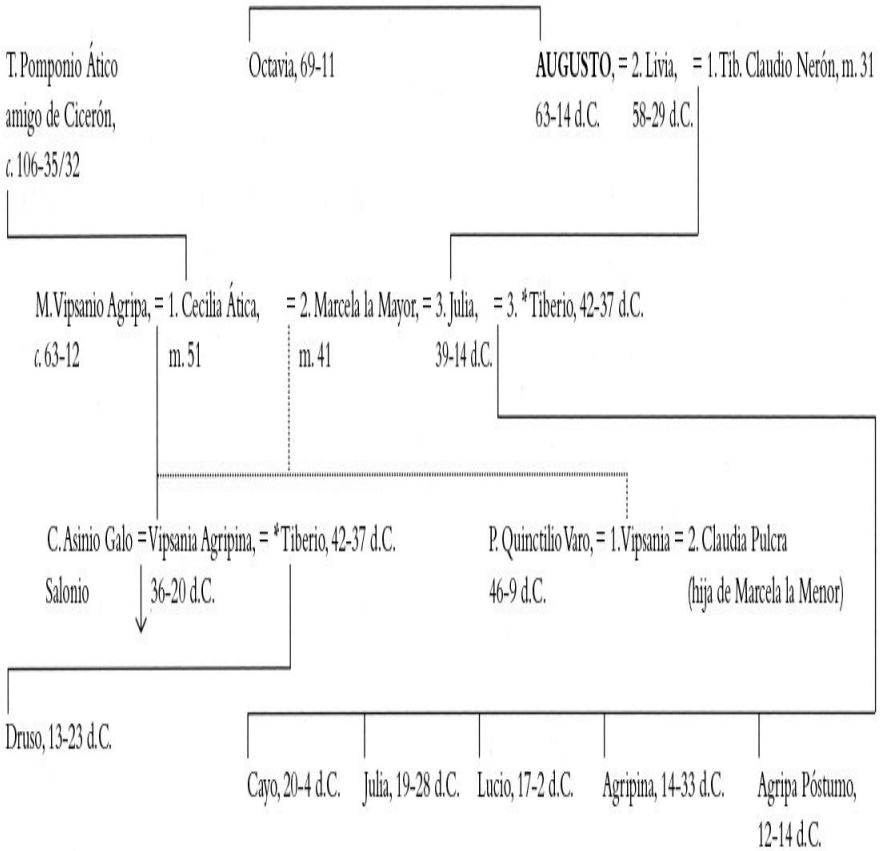 T. Pomponio Ático
amigo de Cicerón,
c. 106-35/32
Octavia, 69-11
AUGUSTO, = 2. Livia, = 1. Tib. Claudio Nerón, m. 31
63-14 d.C. 58-29 d.C.
M. Vipsanio Agripa, = 1. Cecilia Ática, = 2. Marcela la Mayor, = 3. Julia, = 3. *Tiberio, 42-37 d.C.
c. 63-12 m. 51 m. 41 39-14 d.C.
C. Asinio Galo = Vipsania Agripina, = *Tiberio, 42-37 d.C.
Salonio 36-20 d.C.
P. Quinctilio Varo, = 1. Vipsania = 2. Claudia Pulcra
46-9 d.C. (hija de Marcela la Menor)
Druso, 13-23 d.C.
Cayo, 20-4 d.C. Julia, 19-28 d.C. Lucio, 17-2 d.C. Agripina, 14-33 d.C. Agripa Póstumo,
12-14 d.C.